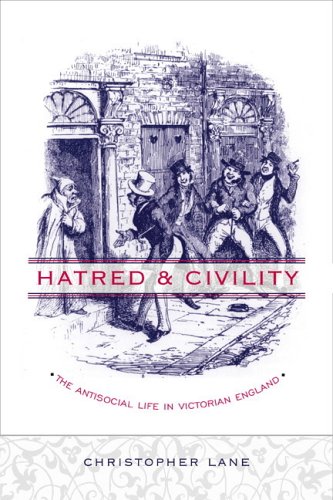 HATRED & CIVILITY
• THE ANTISOCIAL LIFE IN VICTORIAN ENGLAND •
CHRISTOPHER LANE